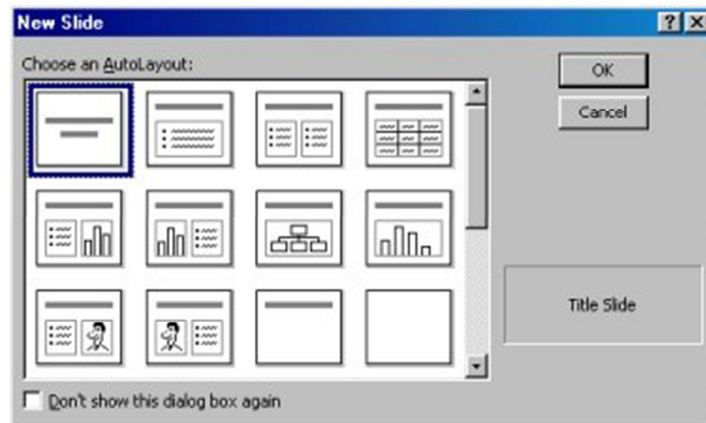 New Slide
Choose an AutoLayout:
OK
Cancel
Title Slide
Don't show this dialog box again